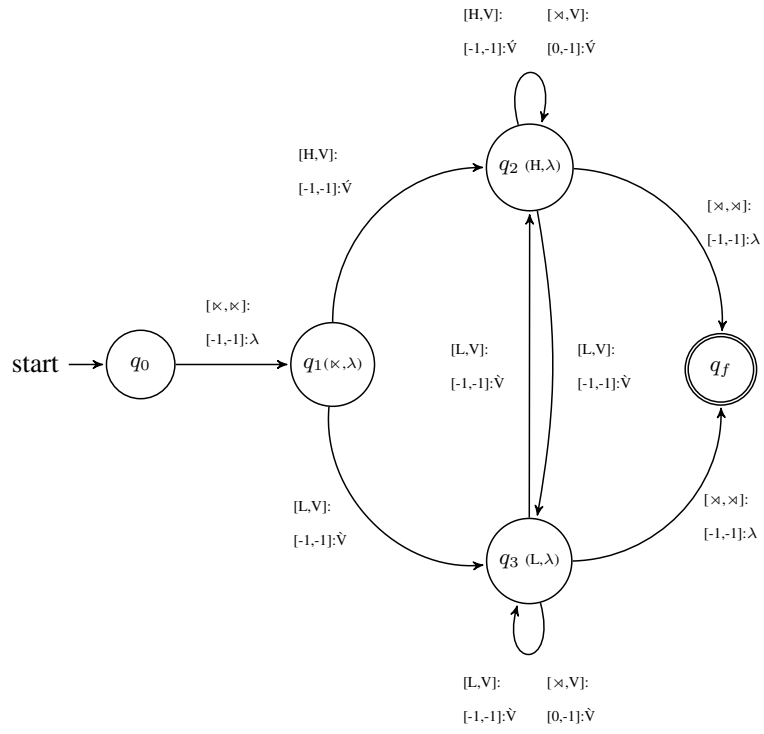 [H,V]: [⋊,V]:
[-1,-1]:V́ [0,-1]:V́
[H,V]:
[-1,-1]:V́
q2 (H,λ)
[⋊,⋊]:
[-1,-1]:λ
[⋉,⋉]:
[-1,-1]:λ
start
q0
q1(⋉,λ)
[L,V]:
[-1,-1]:V̀
[L,V]:
[-1,-1]:V̀
qf
[L,V]:
[-1,-1]:V̀
q3 (L,λ)
[⋊,⋊]:
[-1,-1]:λ
[L,V]: [⋊,V]:
[-1,-1]:V̀ [0,-1]:V̀